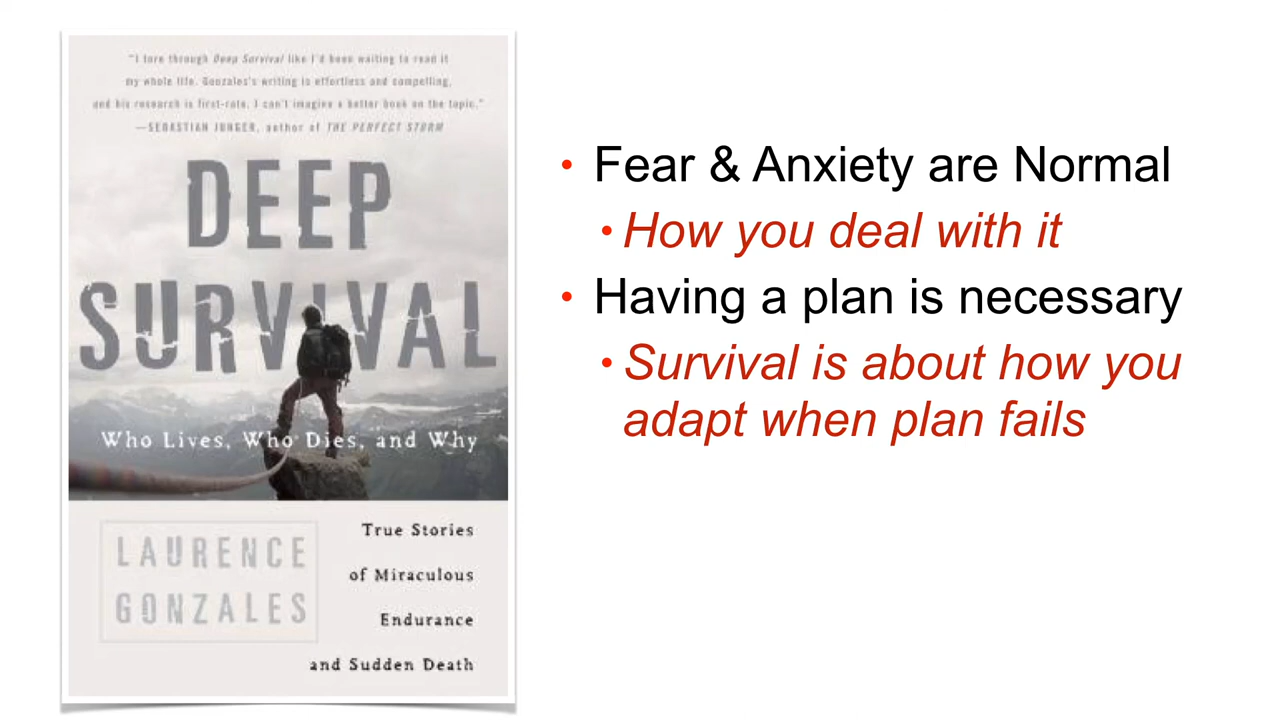 "I tore through Deep Survival like I'd been waiting to read it
my whole life. Gonzales's writing is effortless and compelling,
and his research is first-rate. I can't imagine a better book on the topic."
—SEBASTIAN JUNGER, author of THE PERFECT STORM
DEEP
SURVIVAL
Who Lives, Who Dies, and Why
LAURENCE
GONZALES
True Stories
of Miraculous
Endurance
and Sudden Death
• Fear & Anxiety are Normal
• How you deal with it
• Having a plan is necessary
• Survival is about how you
adapt when plan fails